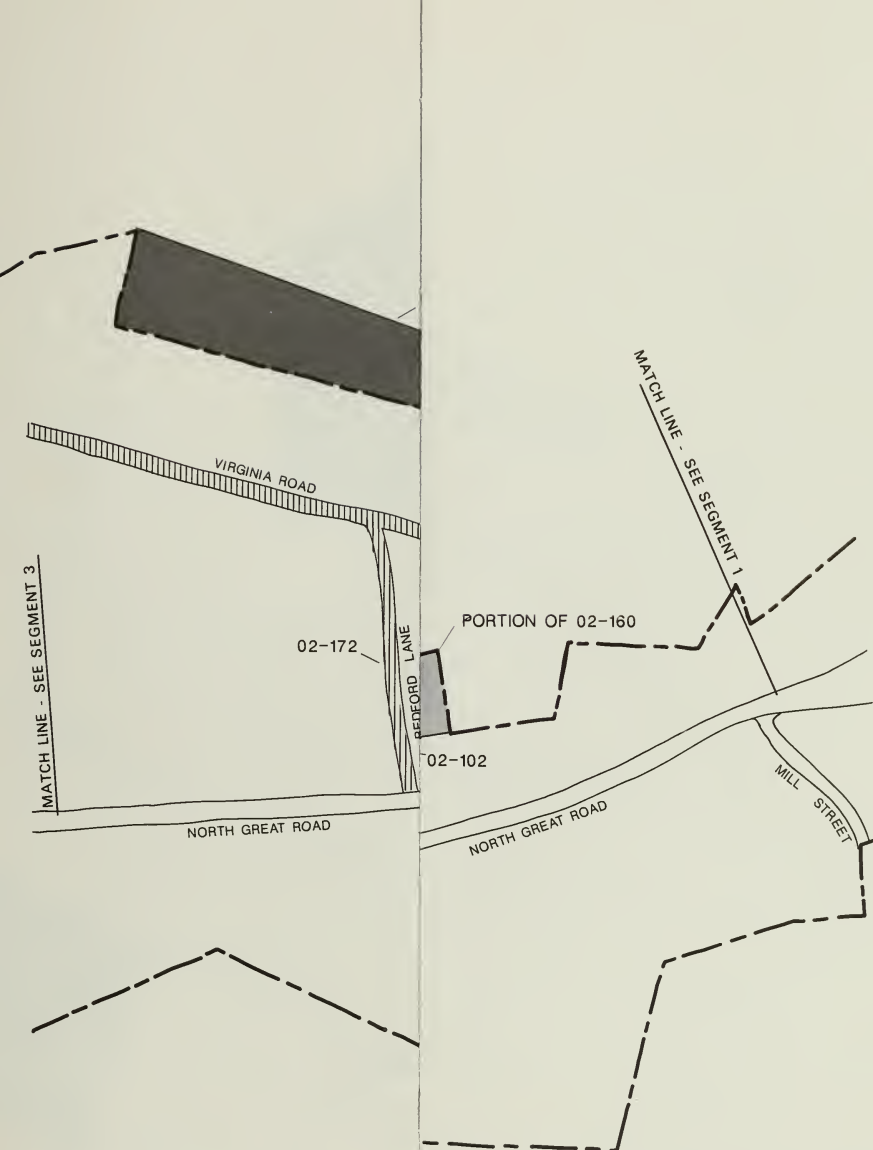 VIRGINIA ROAD
MATCH LINE - SEE SEGMENT 3
02-172
BEDFORD LANE
NORTH GREAT ROAD
MATCH LINE - SEE SEGMENT 1
PORTION OF 02-160
02-102
NORTH GREAT ROAD
MILL STREET